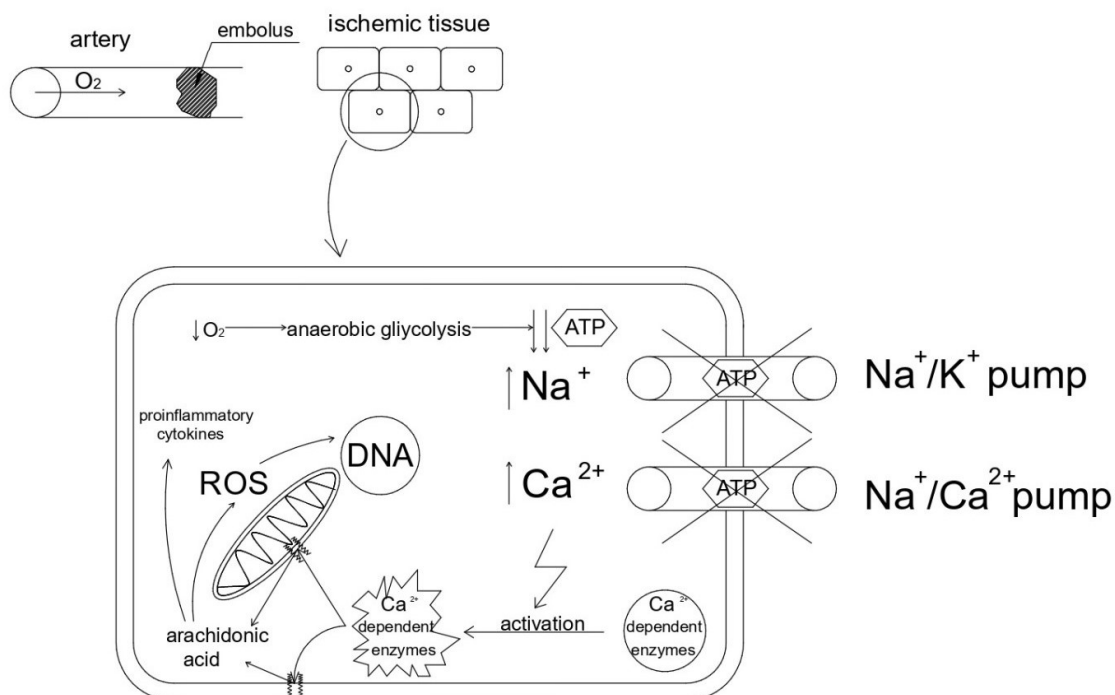 artery
embolus
ischemic tissue
O2
↓O2
anaerobic gliycolysis
ATP
↑Na+
ATP
Na+/K+ pump
proinflammatory
cytokines
ROS
DNA
↑Ca2+
ATP
Na+/Ca2+pump
arachidonic
acid
Ca2+
dependent
enzymes
activation
Ca2+
dependent
enzymes